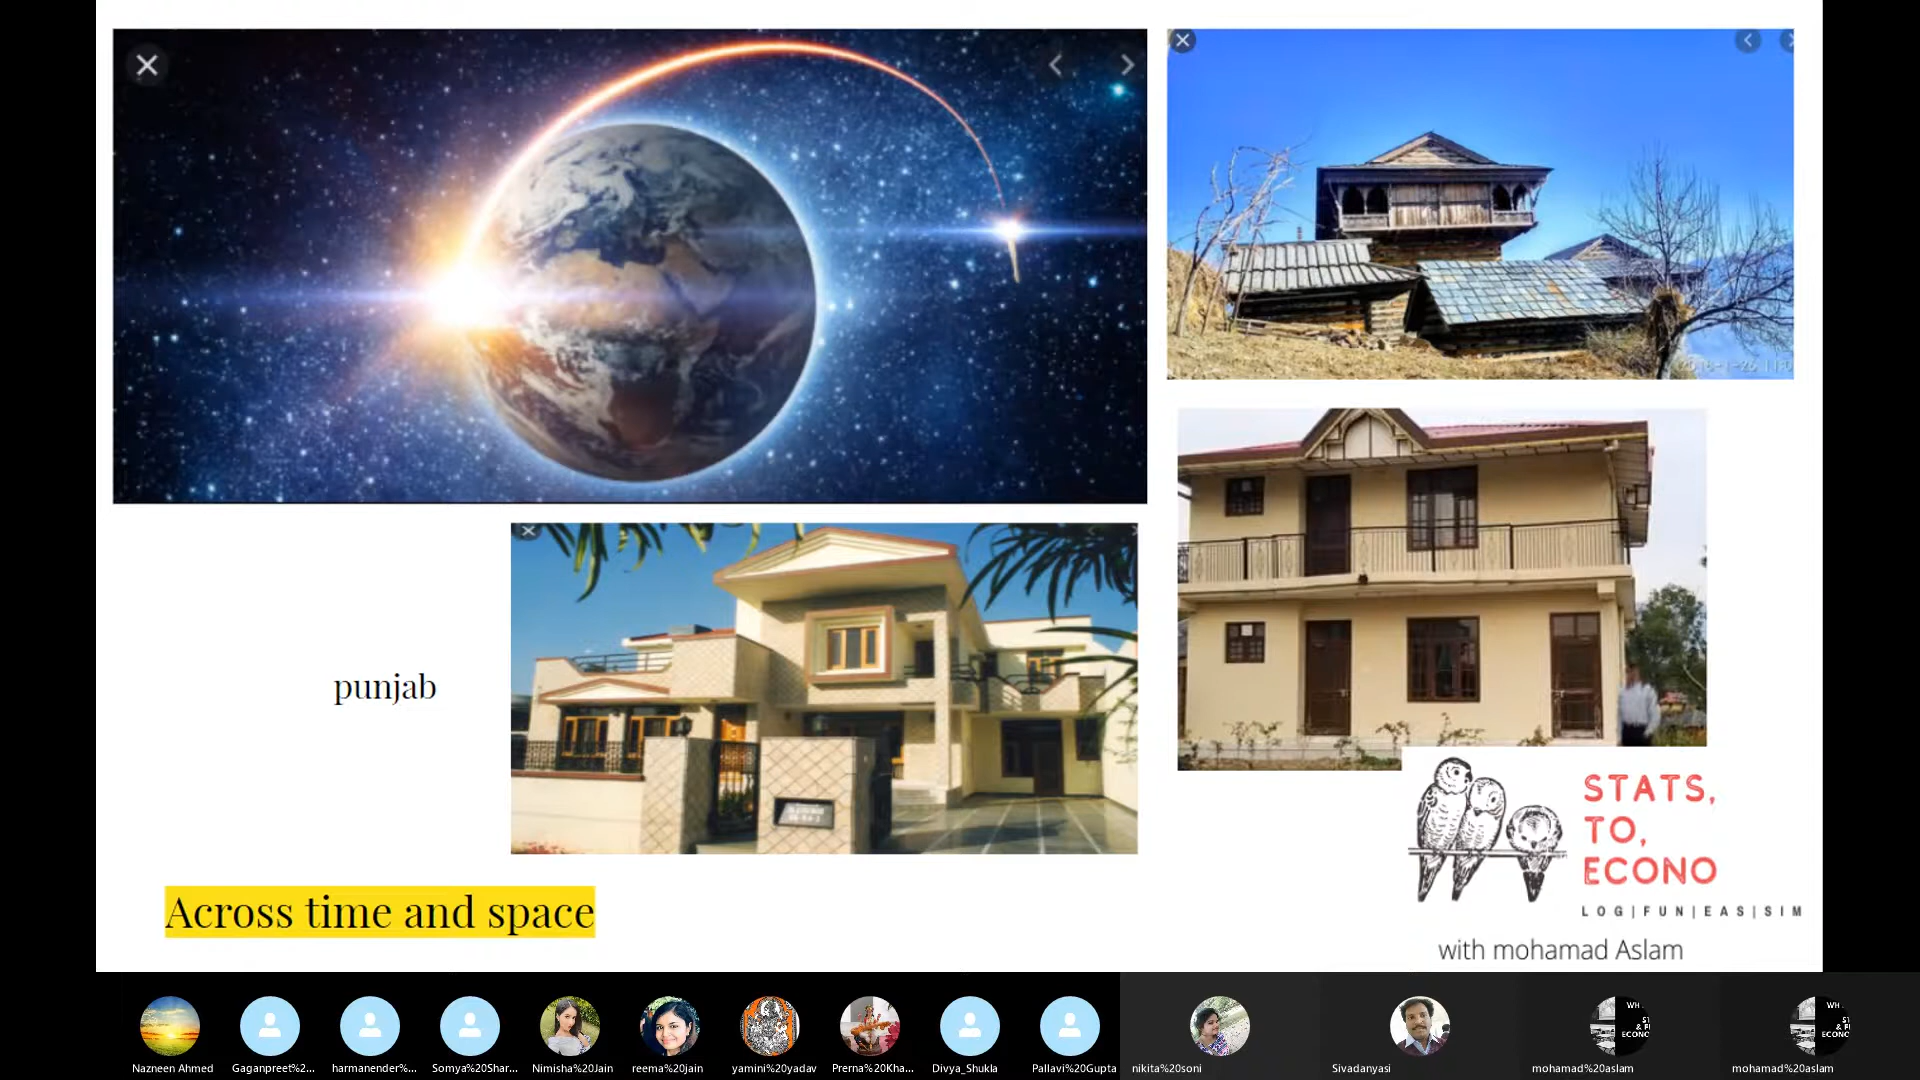 punjab
Across time and space
STATS,
TO,
ECONO
LOG|FUN|EAS|SIM
with mohamad Aslam
Nazneen Ahmed
Gaganpreet%2...
harmanender%...
Somya%20Shar...
Nimisha%20Jain
reema%20jain
yamini%20yadav
Prerna%20Kha...
Divya_Shukla
Pallavi%20Gupta
nikita%20soni
Sivadanyasi
mohamad%20aslam
mohamad%20aslam